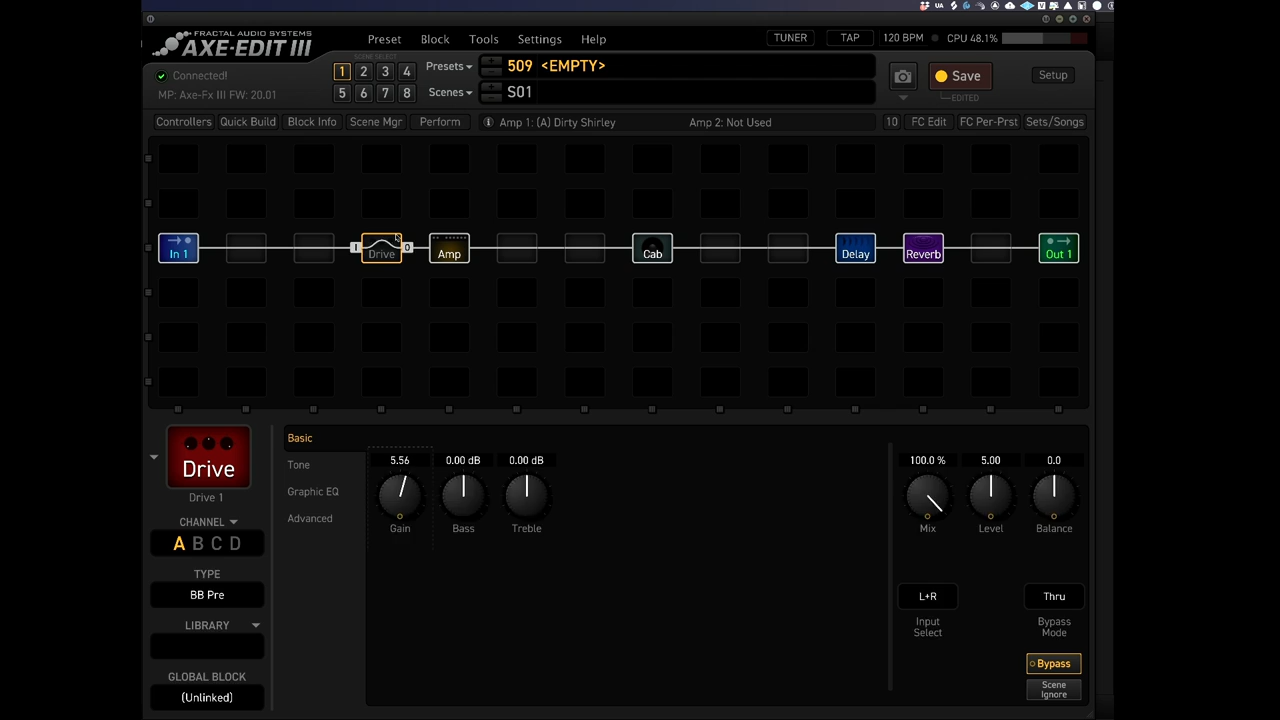 UA
FRACTAL AUDIO SYSTEMS
AXE-EDIT III
Preset Block Tools Settings Help
TUNER TAP 120 BPM CPU 48.1%
Connected!
MP: Axe-Fx III FW: 20.01
SCENE SELECT
1 2 3 4
5 6 7 8
Presets 509 <EMPTY>
Scenes S01
Save
EDITED
Setup
Controllers Quick Build Block Info Scene Mgr Perform Amp 1: (A) Dirty Shirley Amp 2: Not Used 10 FC Edit FC Per-Prst Sets/Songs
In 1 I Drive O Amp Cab Delay Reverb Out 1
Drive
Drive 1
CHANNEL
A B C D
TYPE
BB Pre
LIBRARY
GLOBAL BLOCK
(Unlinked)
Basic
Tone
Graphic EQ
Advanced
5.56 0.00 dB 0.00 dB
Gain Bass Treble
100.0 % 5.00 0.0
Mix Level Balance
L+R Thru
Input
Select
Bypass
Mode
Bypass
Scene
Ignore